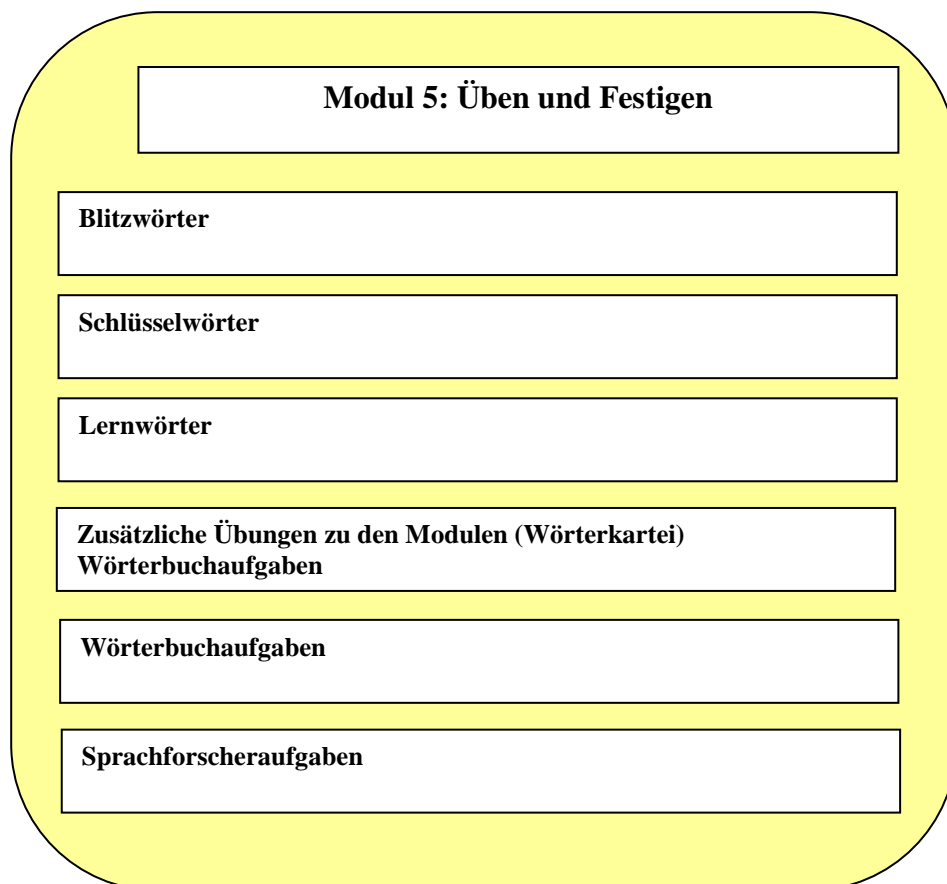 Modul 5: Üben und Festigen
Blitzwörter
Schlüsselwörter
Lernwörter
Zusätzliche Übungen zu den Modulen (Wörterkartei)
Wörterbuchaufgaben
Wörterbuchaufgaben
Sprachforscheraufgaben